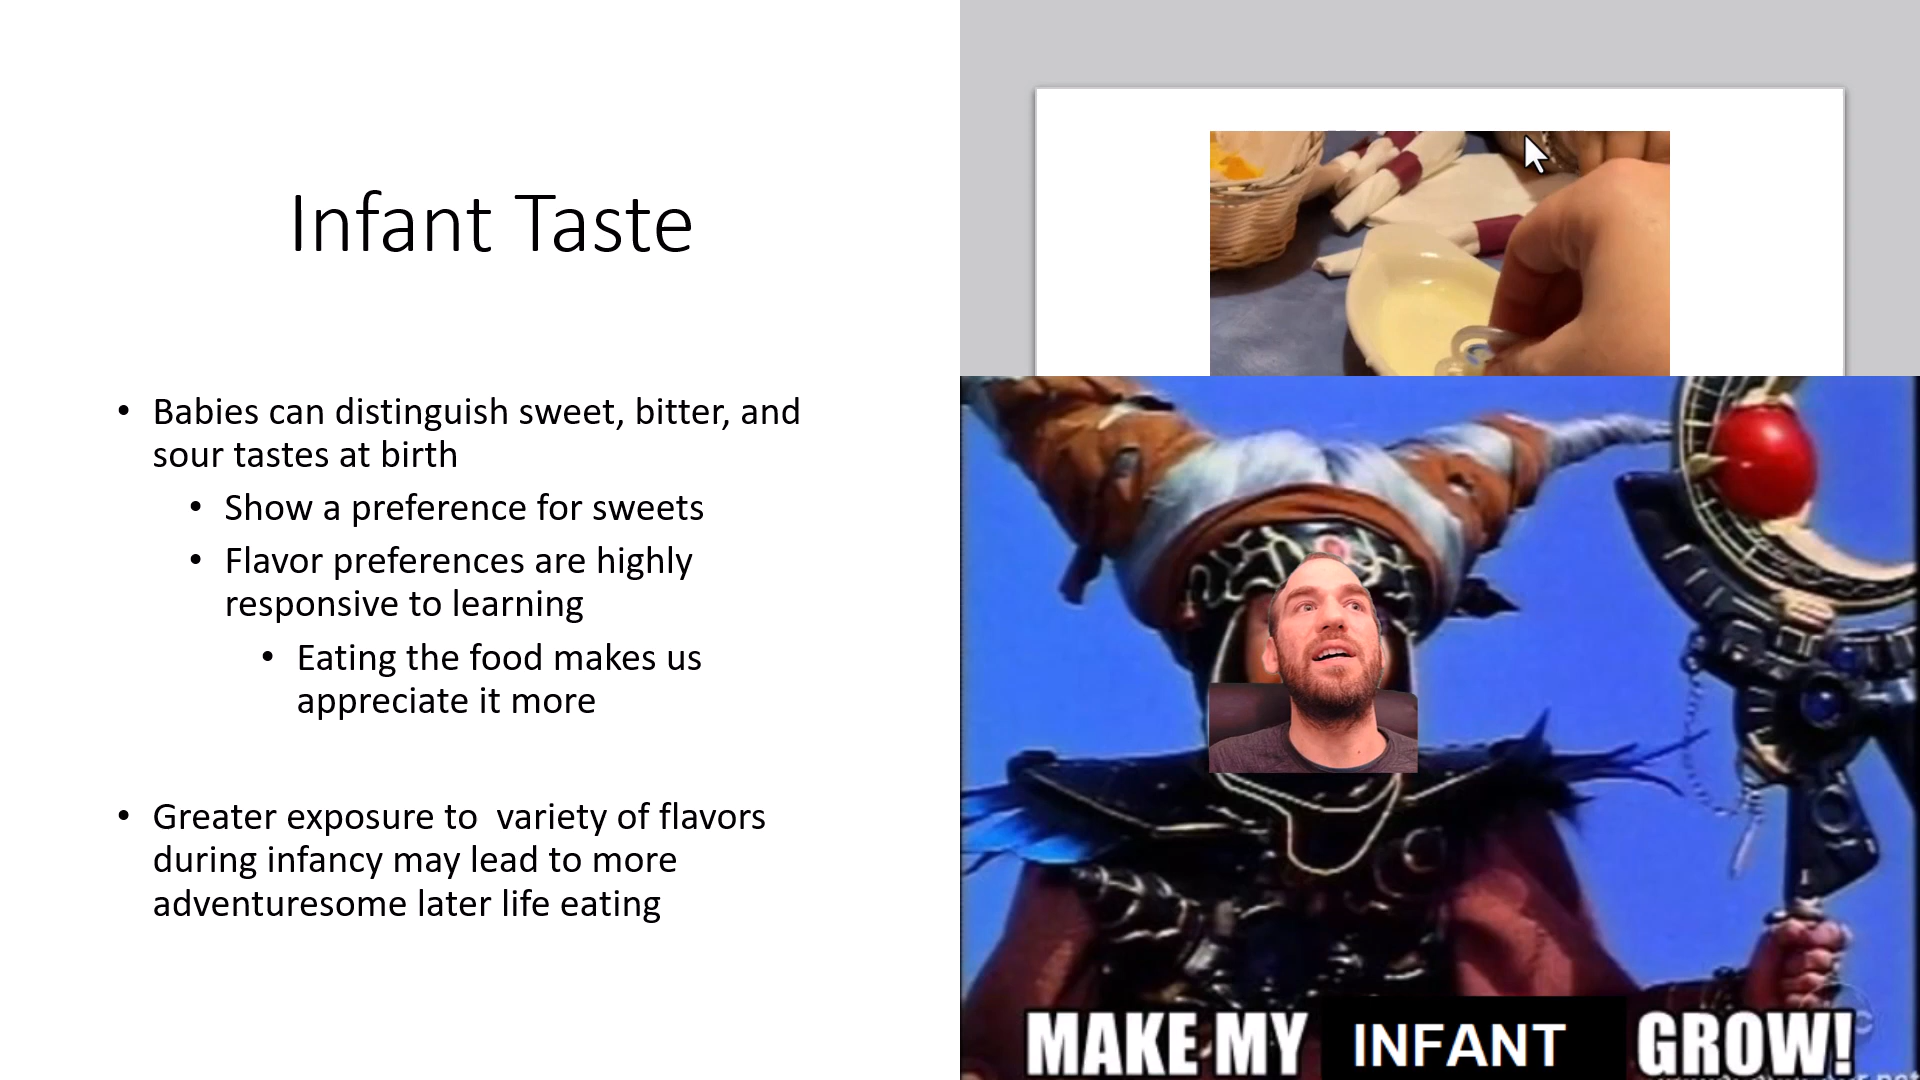 Infant Taste
• Babies can distinguish sweet, bitter, and
sour tastes at birth
• Show a preference for sweets
• Flavor preferences are highly
responsive to learning
• Eating the food makes us
appreciate it more
• Greater exposure to  variety of flavors
during infancy may lead to more
adventuresome later life eating
MAKE MY INFANT GROW!